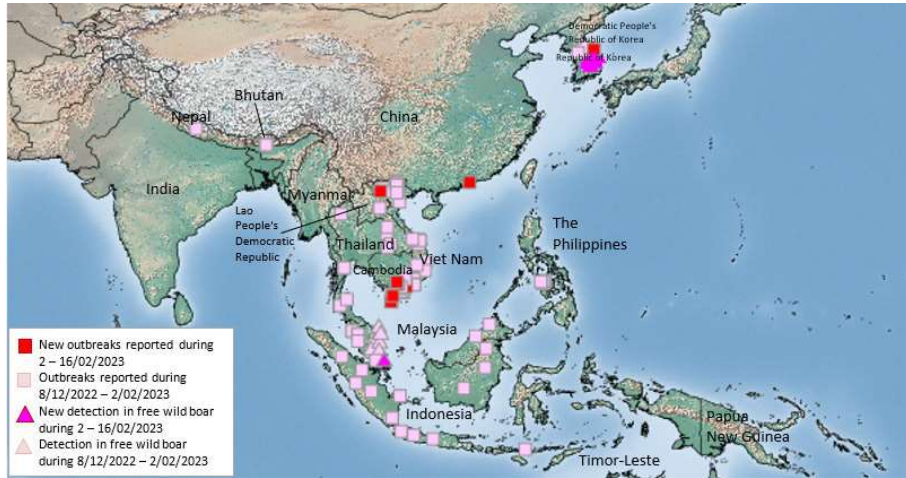 Democratic People's
Republic of Korea
Republic of Korea
Bhutan
Nepal
China
India
Myanmar
Lao
People's
Democratic
Republic
Thailand
Viet Nam
Cambodia
The
Philippines
Malaysia
Indonesia
Papua
New Guinea
Timor-Leste
New outbreaks reported during
2 – 16/02/2023
Outbreaks reported during
8/12/2022 – 2/02/2023
New detection in free wild boar
during 2 – 16/02/2023
Detection in free wild boar
during 8/12/2022 – 2/02/2023